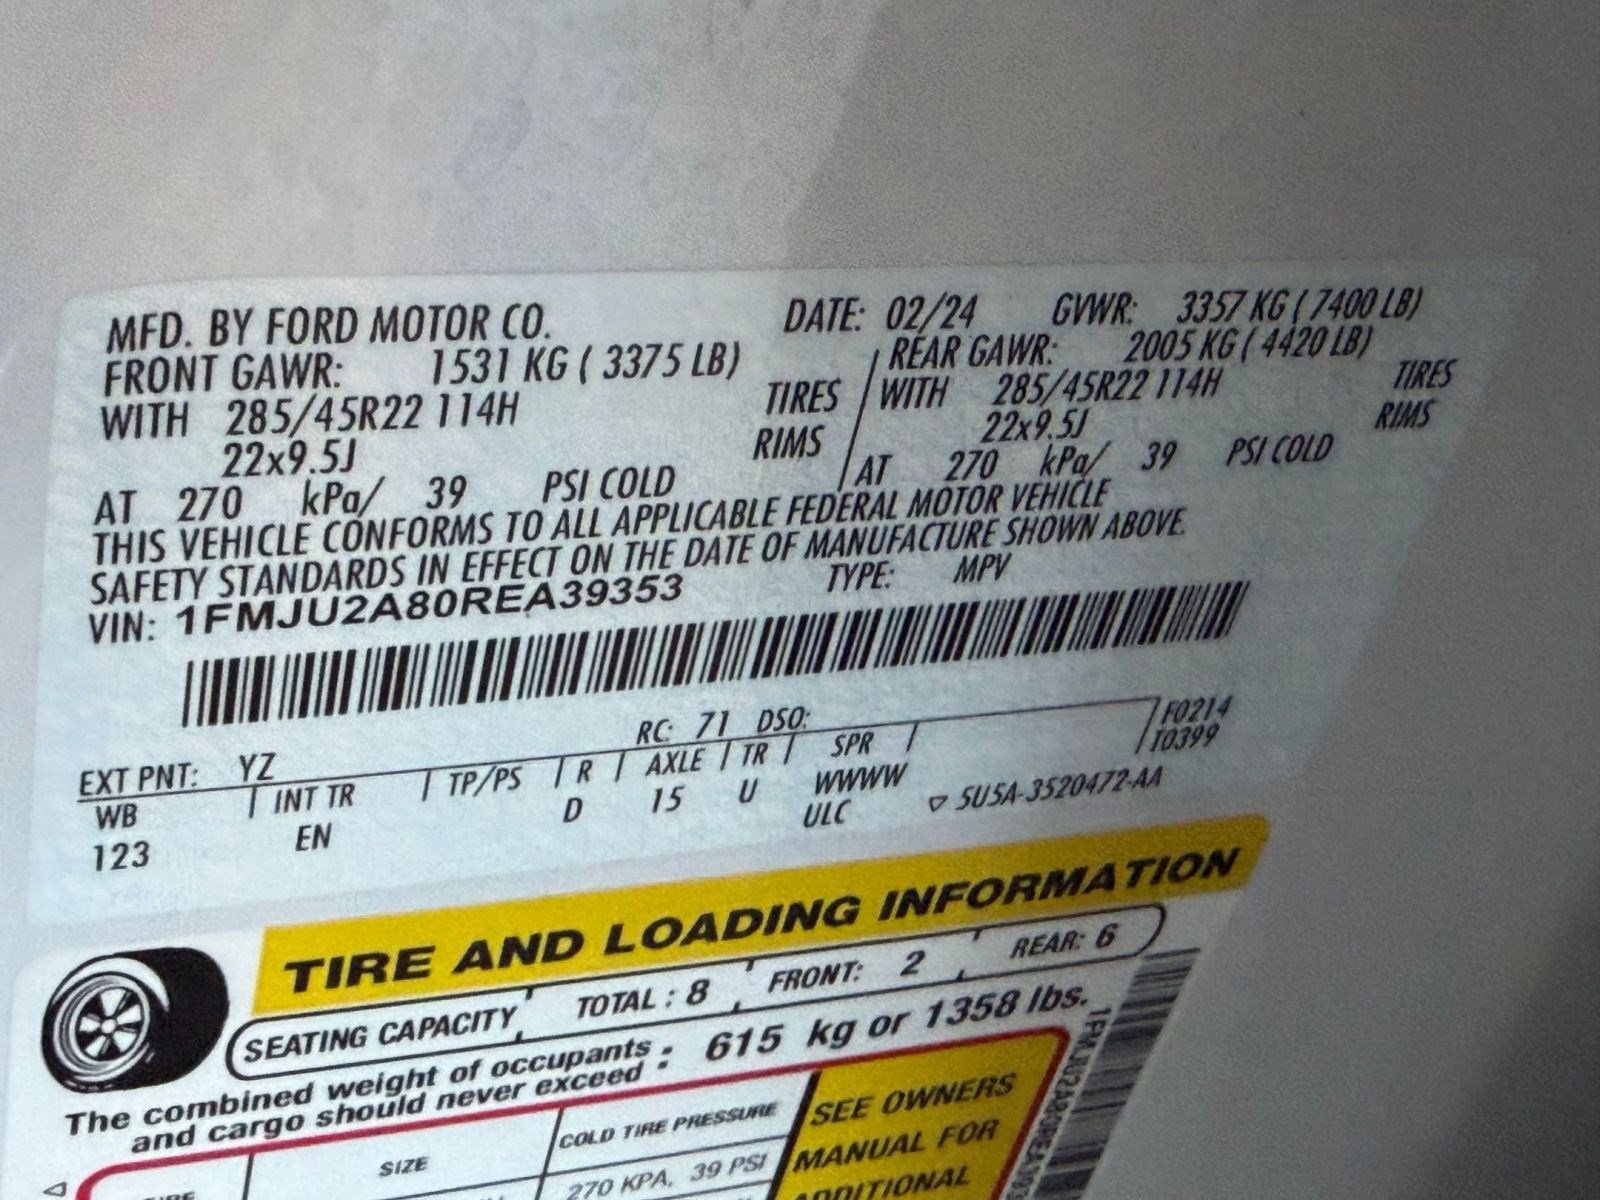 MFD. BY FORD MOTOR CO. DATE: 02/24 GVWR: 3357 KG ( 7400 LB)
FRONT GAWR: 1531 KG ( 3375 LB) REAR GAWR: 2005 KG ( 4420 LB)
WITH 285/45R22 114H TIRES WITH 285/45R22 114H TIRES
22x9.5J RIMS 22x9.5J RIMS
AT 270 kPa/ 39 PSI COLD AT 270 kPa/ 39 PSI COLD
THIS VEHICLE CONFORMS TO ALL APPLICABLE FEDERAL MOTOR VEHICLE
SAFETY STANDARDS IN EFFECT ON THE DATE OF MANUFACTURE SHOWN ABOVE.
VIN: 1FMJU2A80REA39353 TYPE: MPV
EXT PNT: YZ RC: 71 DSO: F0214
T0399
WB INT TR TP/PS R AXLE TR SPR
123 EN D 15 U WWWW
ULC 5U5A-3520472-AA
TIRE AND LOADING INFORMATION
SEATING CAPACITY TOTAL : 8 FRONT: 2 REAR: 6
The combined weight of occupants
and cargo should never exceed : 615 kg or 1358 lbs.
SIZE COLD TIRE PRESSURE
270 KPA, 39 PSI
SEE OWNERS
MANUAL FOR
ADDITIONAL